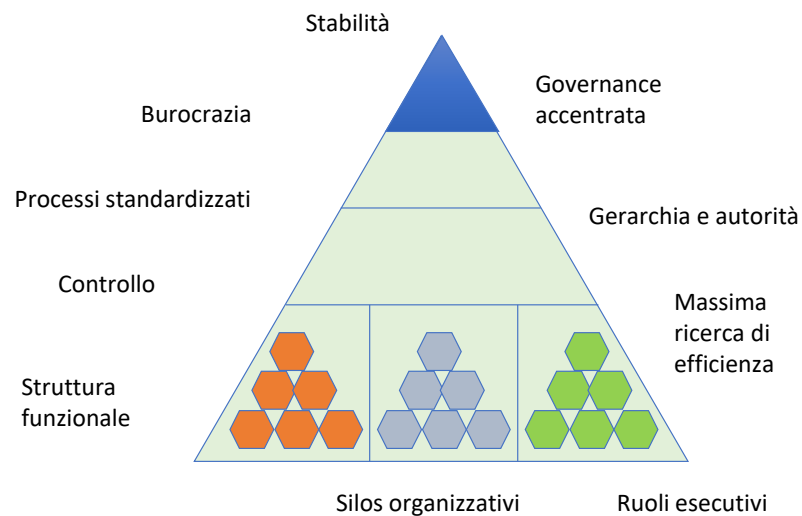 Stabilità
Governance
accentrata
Burocrazia
Processi standardizzati
Gerarchia e autorità
Controllo
Massima
ricerca di
efficienza
Struttura
funzionale
Silos organizzativi
Ruoli esecutivi